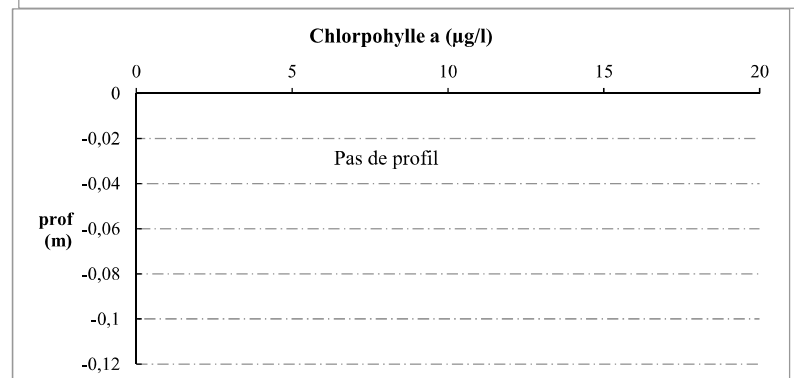 Chlorpohylle a (µg/l)
0 5 10 15 20
0
-0,02
Pas de profil
-0,04
prof
(m)
-0,06
-0,08
-0,1
-0,12